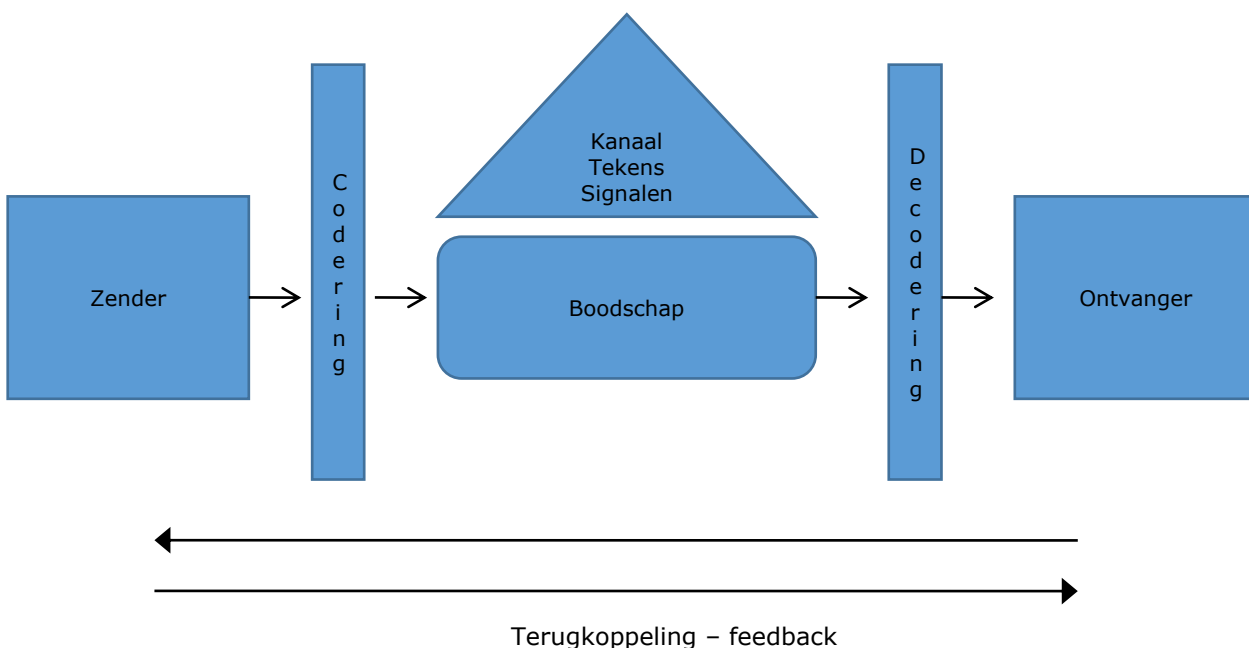 Zender
Codering
Kanaal
Tekens
Signalen
Boodschap
Decodering
Ontvanger
Terugkoppeling – feedback